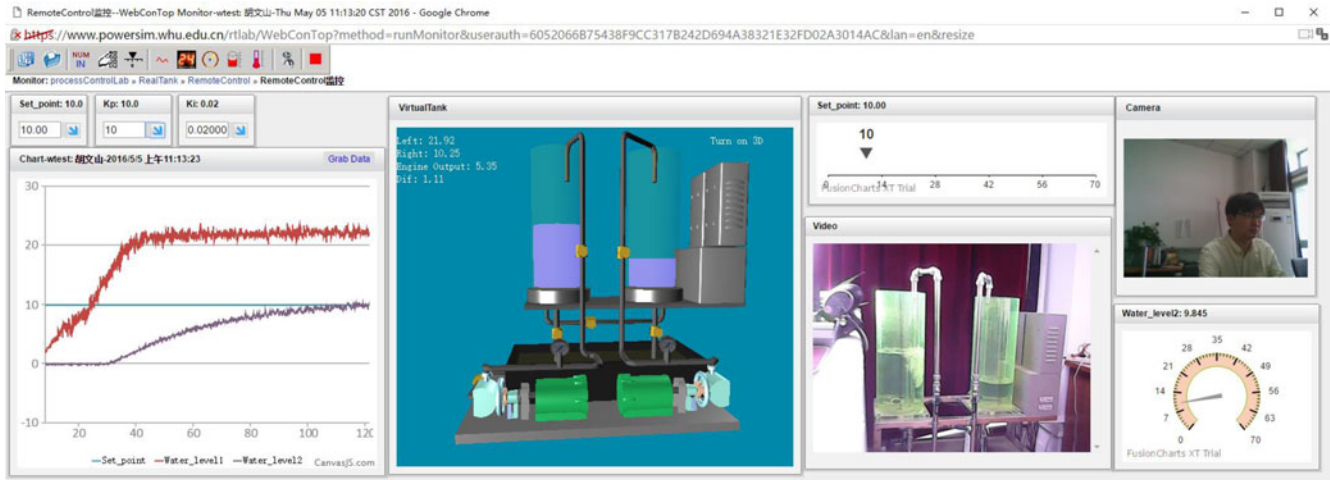 RemoteControl监控--WebConTop Monitor-wtest: 胡文山-Thu May 05 11:13:20 CST 2016 - Google Chrome
https://www.powersim.whu.edu.cn/rtlab/WebConTop?method=runMonitor&userauth=6052066B75438F9CC317B242D694A38321E32FD02A3014AC&lan=en&resize
NUM IN
24
Monitor: processControlLab » RealTank » RemoteControl » RemoteControl监控
Set_point: 10.0
10.00
Kp: 10.0
10
Ki: 0.02
0.02000
Chart-wtest: 胡文山-2016/5/5 上午11:13:23
Grab Data
30
20
10
0
-10
20 40 60 80 100 120
Set_point Water_level1 Water_level2
CanvasJS.com
VirtualTank
Left: 21.92
Right: 10.25
Engine Output: 5.35
Dif: 1.11
Turn on 3D
Set_point: 10.00
10
0 14 28 42 56 70
FusionCharts XT Trial
Video
Camera
Water_level2: 9.845
0 7 14 21 28 35 42 49 56 63 70
FusionCharts XT Trial